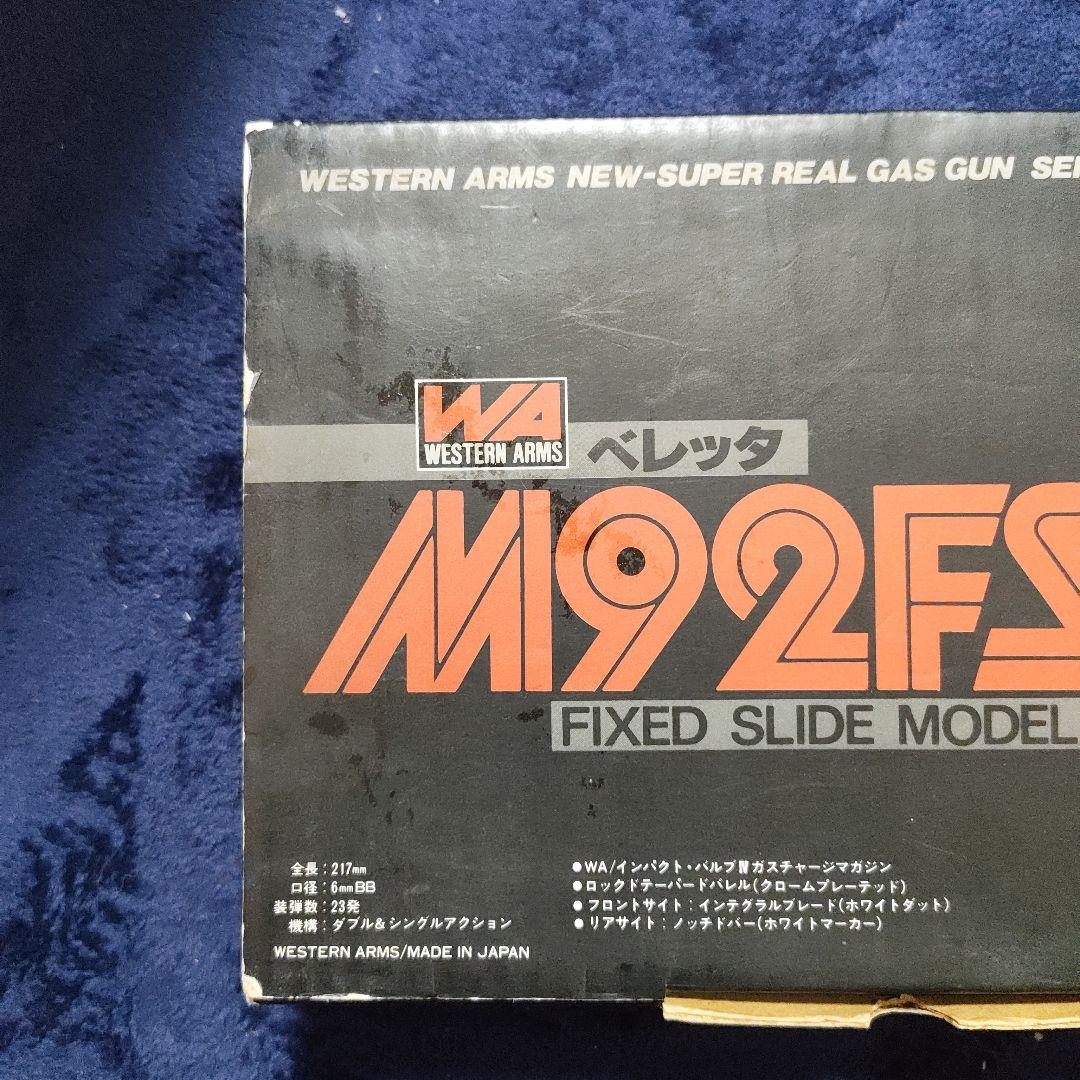 WESTERN ARMS NEW-SUPER REAL GAS GUN SER
WA
WESTERN ARMS
ベレッタ
M92FS
FIXED SLIDE MODEL
全長：217mm
口径：6mmBB
装弾数：23発
機構：ダブル&シングルアクション
WESTERN ARMS/MADE IN JAPAN
●WA/インパクト・バルブⅣガスチャージマガジン
●ロックドテーパードバレル(クロームプレーテッド)
●フロントサイト：インテグラルブレード(ホワイトダット)
●リアサイト：ノッチドバー(ホワイトマーカー)